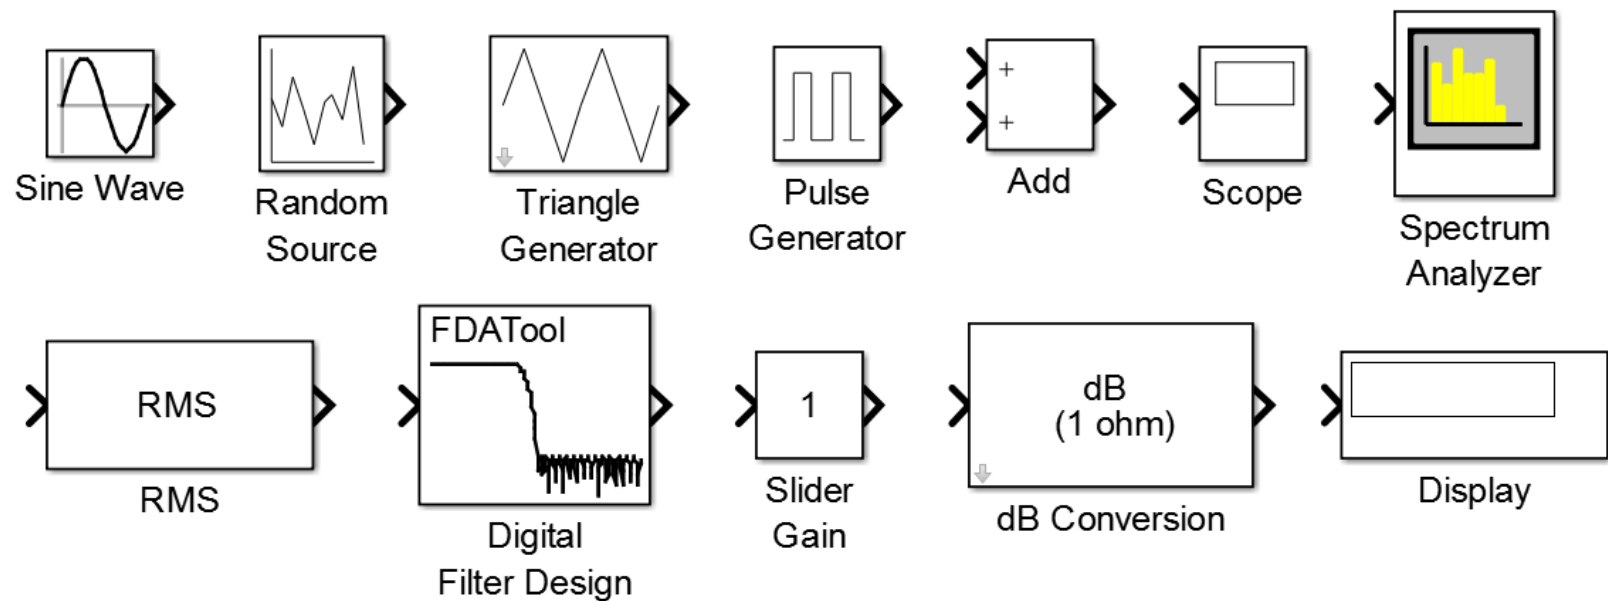 +
+
Sine Wave
Random
Source
Triangle
Generator
Pulse
Generator
Add
Scope
Spectrum
Analyzer
RMS
RMS
FDATool
Digital
Filter Design
1
Slider
Gain
dB
(1 ohm)
dB Conversion
Display